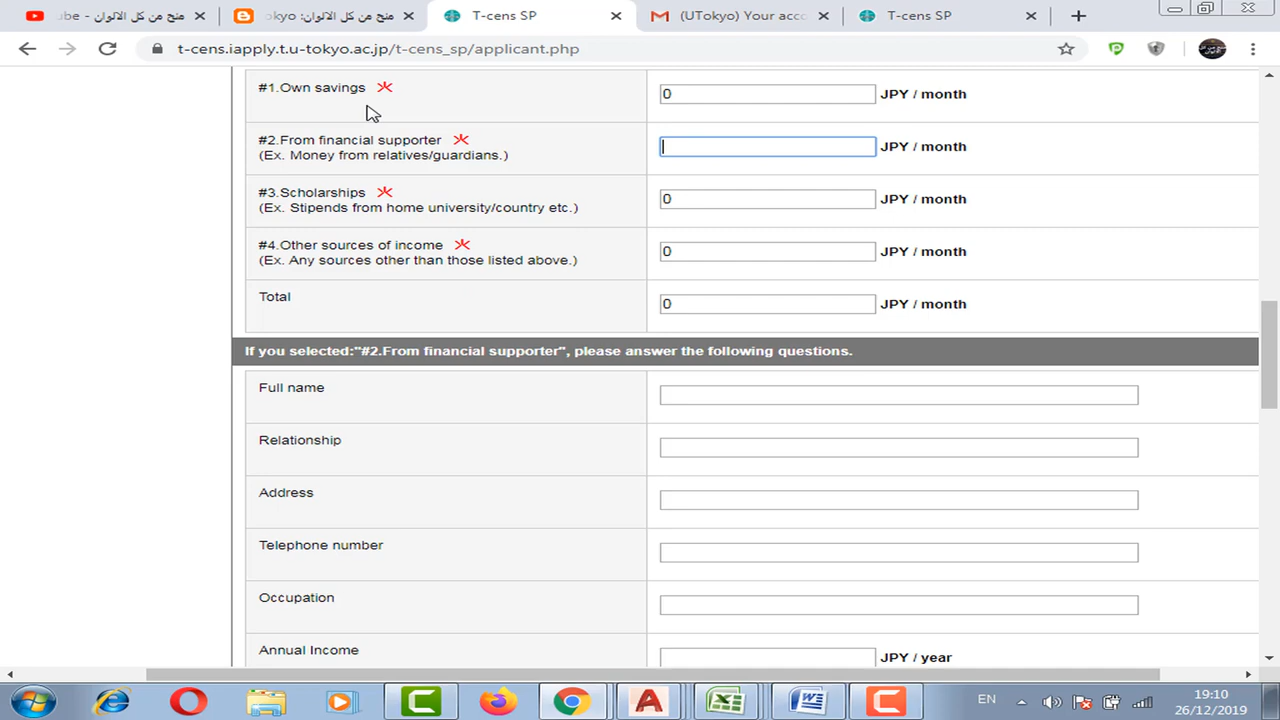 ube - منح من كل الالوان
okyo :منح من كل الالوان
T-cens SP
(UTokyo) Your acco
T-cens SP
t-cens.iapply.t.u-tokyo.ac.jp/t-cens_sp/applicant.php
#1.Own savings
0 JPY / month
#2.From financial supporter
(Ex. Money from relatives/guardians.)
JPY / month
#3.Scholarships
(Ex. Stipends from home university/country etc.)
0 JPY / month
#4.Other sources of income
(Ex. Any sources other than those listed above.)
0 JPY / month
Total
0 JPY / month
If you selected:"#2.From financial supporter", please answer the following questions.
Full name
Relationship
Address
Telephone number
Occupation
Annual Income
JPY / year
EN
19:10
26/12/2019